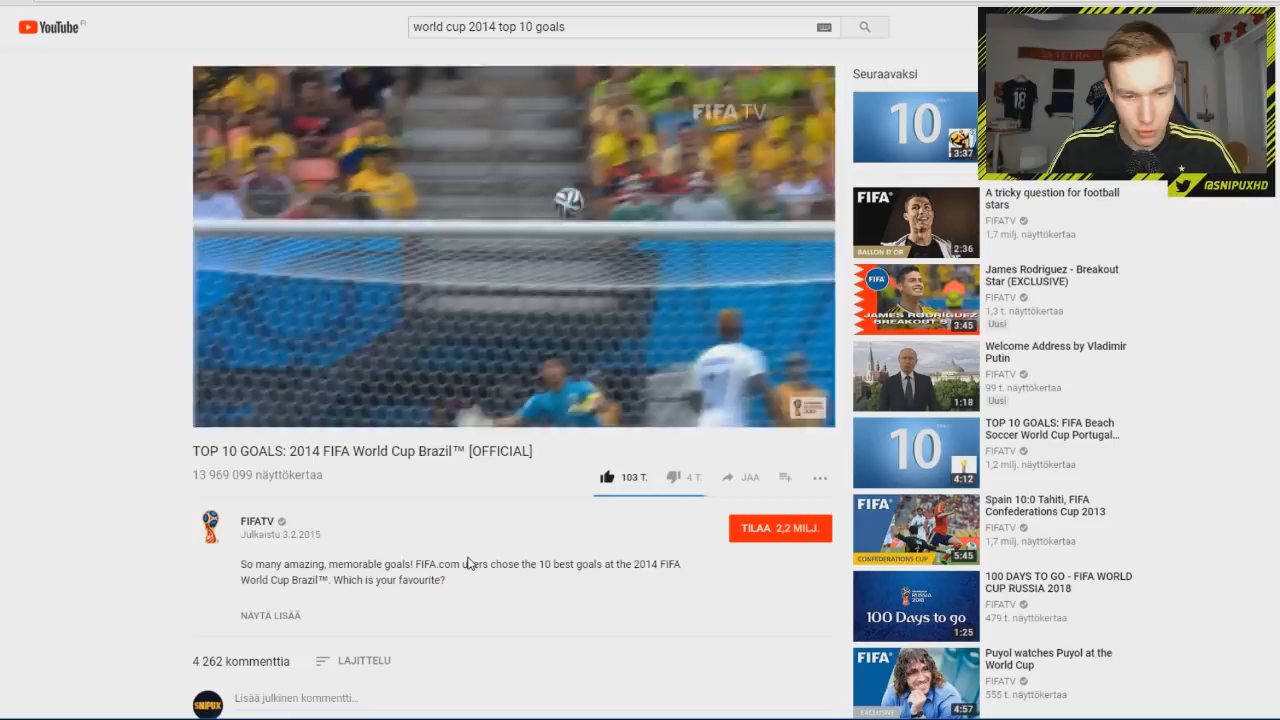 YouTube FI
world cup 2014 top 10 goals
FIFA TV
TOP 10 GOALS: 2014 FIFA World Cup Brazil™ [OFFICIAL]
13 969 099 näyttökertaa
103 T.
4 T.
JAA
FIFATV
Julkaistu 3.2.2015
TILAA 2,2 MILJ.
So many amazing, memorable goals! chose the 10 best goals at the 2014 FIFA
World Cup Brazil™. Which is your favourite?
NÄYTÄ LISÄÄ
4 262 kommenttia
LAJITTELU
SNIPUX
Lisää julkinen kommentti...
Seuraavaksi
10
3:37
FIFA
BALLON D'OR
2:36
A tricky question for football
stars
FIFATV
1,7 milj. näyttökertaa
FIFA
JAMES RODRIGUEZ
3:45
James Rodriguez - Breakout
Star (EXCLUSIVE)
FIFATV
1,3 t. näyttökertaa
Uusi
1:18
Welcome Address by Vladimir
Putin
FIFATV
99 t. näyttökertaa
Uusi
10
4:12
TOP 10 GOALS: FIFA Beach
Soccer World Cup Portugal...
FIFATV
1,2 milj. näyttökertaa
FIFA
CONFEDERATIONS CUP
5:45
Spain 10:0 Tahiti, FIFA
Confederations Cup 2013
FIFATV
1,7 milj. näyttökertaa
RUSSIA 2018
100 Days to go
1:25
100 DAYS TO GO - FIFA WORLD
CUP RUSSIA 2018
FIFATV
479 t. näyttökertaa
FIFA
EXCLUSIVE
4:57
Puyol watches Puyol at the
World Cup
FIFATV
555 t. näyttökertaa
18
@SNIPUXHD